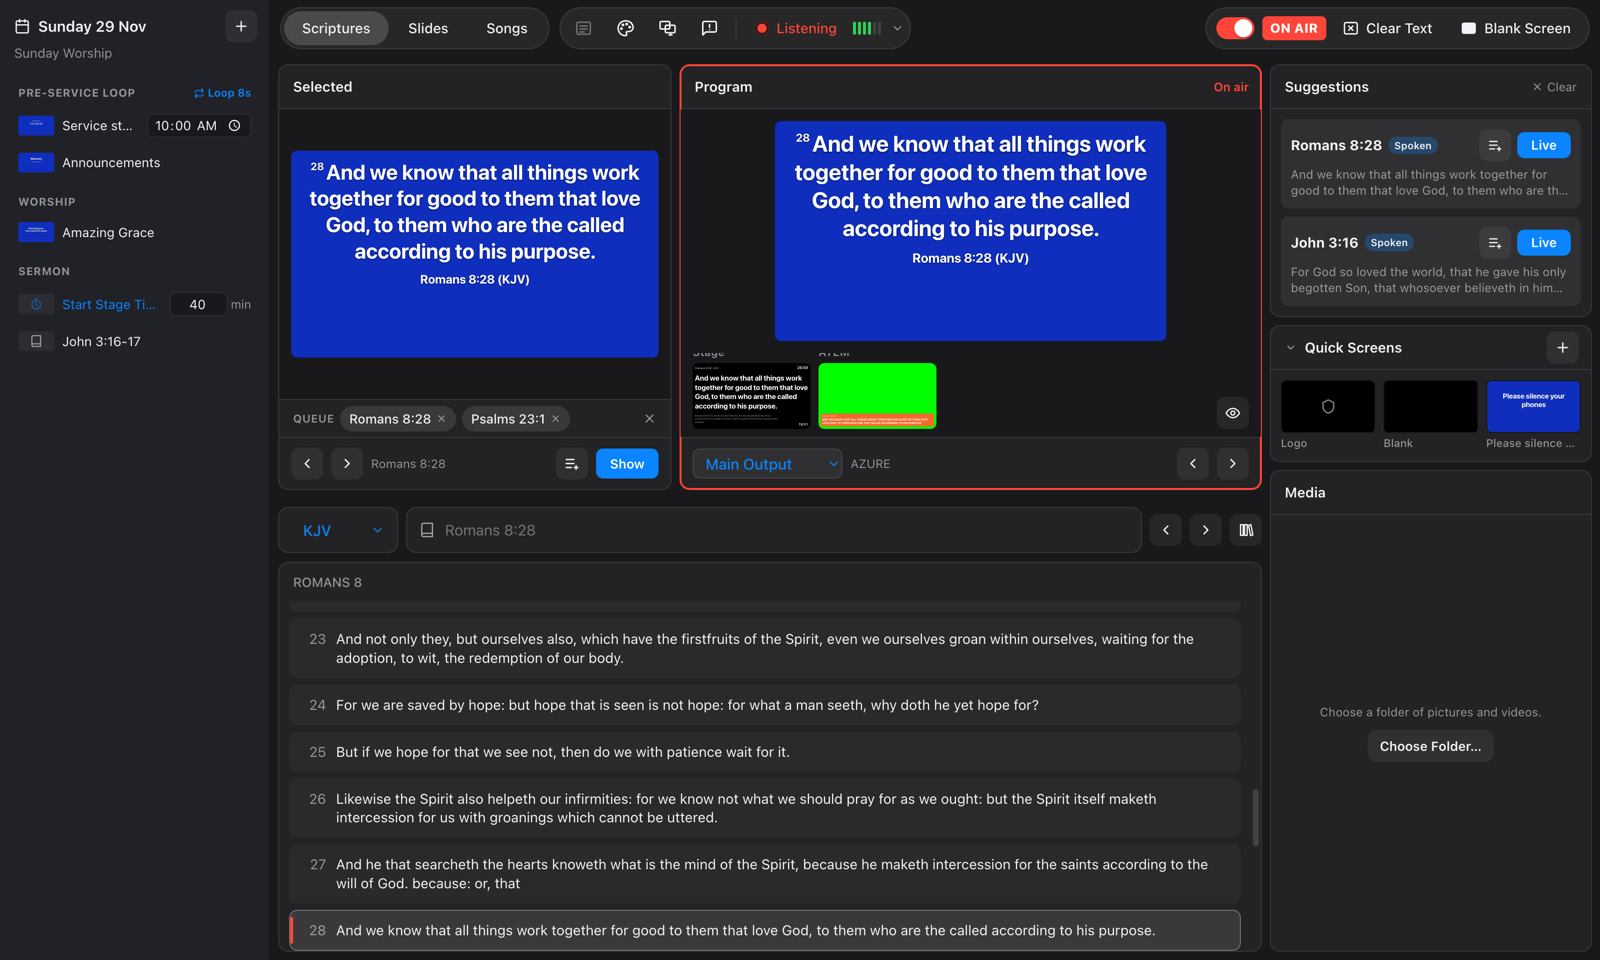 Sunday 29 Nov
Sunday Worship
PRE-SERVICE LOOP
Loop 8s
Service st...
10:00 AM
Announcements
WORSHIP
Amazing Grace
SERMON
Start Stage Ti...
40
min
John 3:16-17
Scriptures
Slides
Songs
Listening
ON AIR
Clear Text
Blank Screen
Selected
28 And we know that all things work
together for good to them that love
God, to them who are the called
according to his purpose.
Romans 8:28 (KJV)
QUEUE
Romans 8:28
Psalms 23:1
Romans 8:28
Show
Program
On air
28 And we know that all things work
together for good to them that love
God, to them who are the called
according to his purpose.
Romans 8:28 (KJV)
Stage
ATEM
And we know that all things work
together for good to them that love
God, to them who are the called
according to his purpose.
Main Output
AZURE
KJV
Romans 8:28
ROMANS 8
23 And not only they, but ourselves also, which have the firstfruits of the Spirit, even we ourselves groan within ourselves, waiting for the
adoption, to wit, the redemption of our body.
24 For we are saved by hope: but hope that is seen is not hope: for what a man seeth, why doth he yet hope for?
25 But if we hope for that we see not, then do we with patience wait for it.
26 Likewise the Spirit also helpeth our infirmities: for we know not what we should pray for as we ought: but the Spirit itself maketh
intercession for us with groanings which cannot be uttered.
27 And he that searcheth the hearts knoweth what is the mind of the Spirit, because he maketh intercession for the saints according to the
will of God. because: or, that
28 And we know that all things work together for good to them that love God, to them who are the called according to his purpose.
Suggestions
Clear
Romans 8:28
Spoken
Live
And we know that all things work together for
good to them that love God, to them who are th...
John 3:16
Spoken
Live
For God so loved the world, that he gave his only
begotten Son, that whosoever believeth in him...
Quick Screens
Please silence your
phones
Logo
Blank
Please silence ...
Media
Choose a folder of pictures and videos.
Choose Folder...